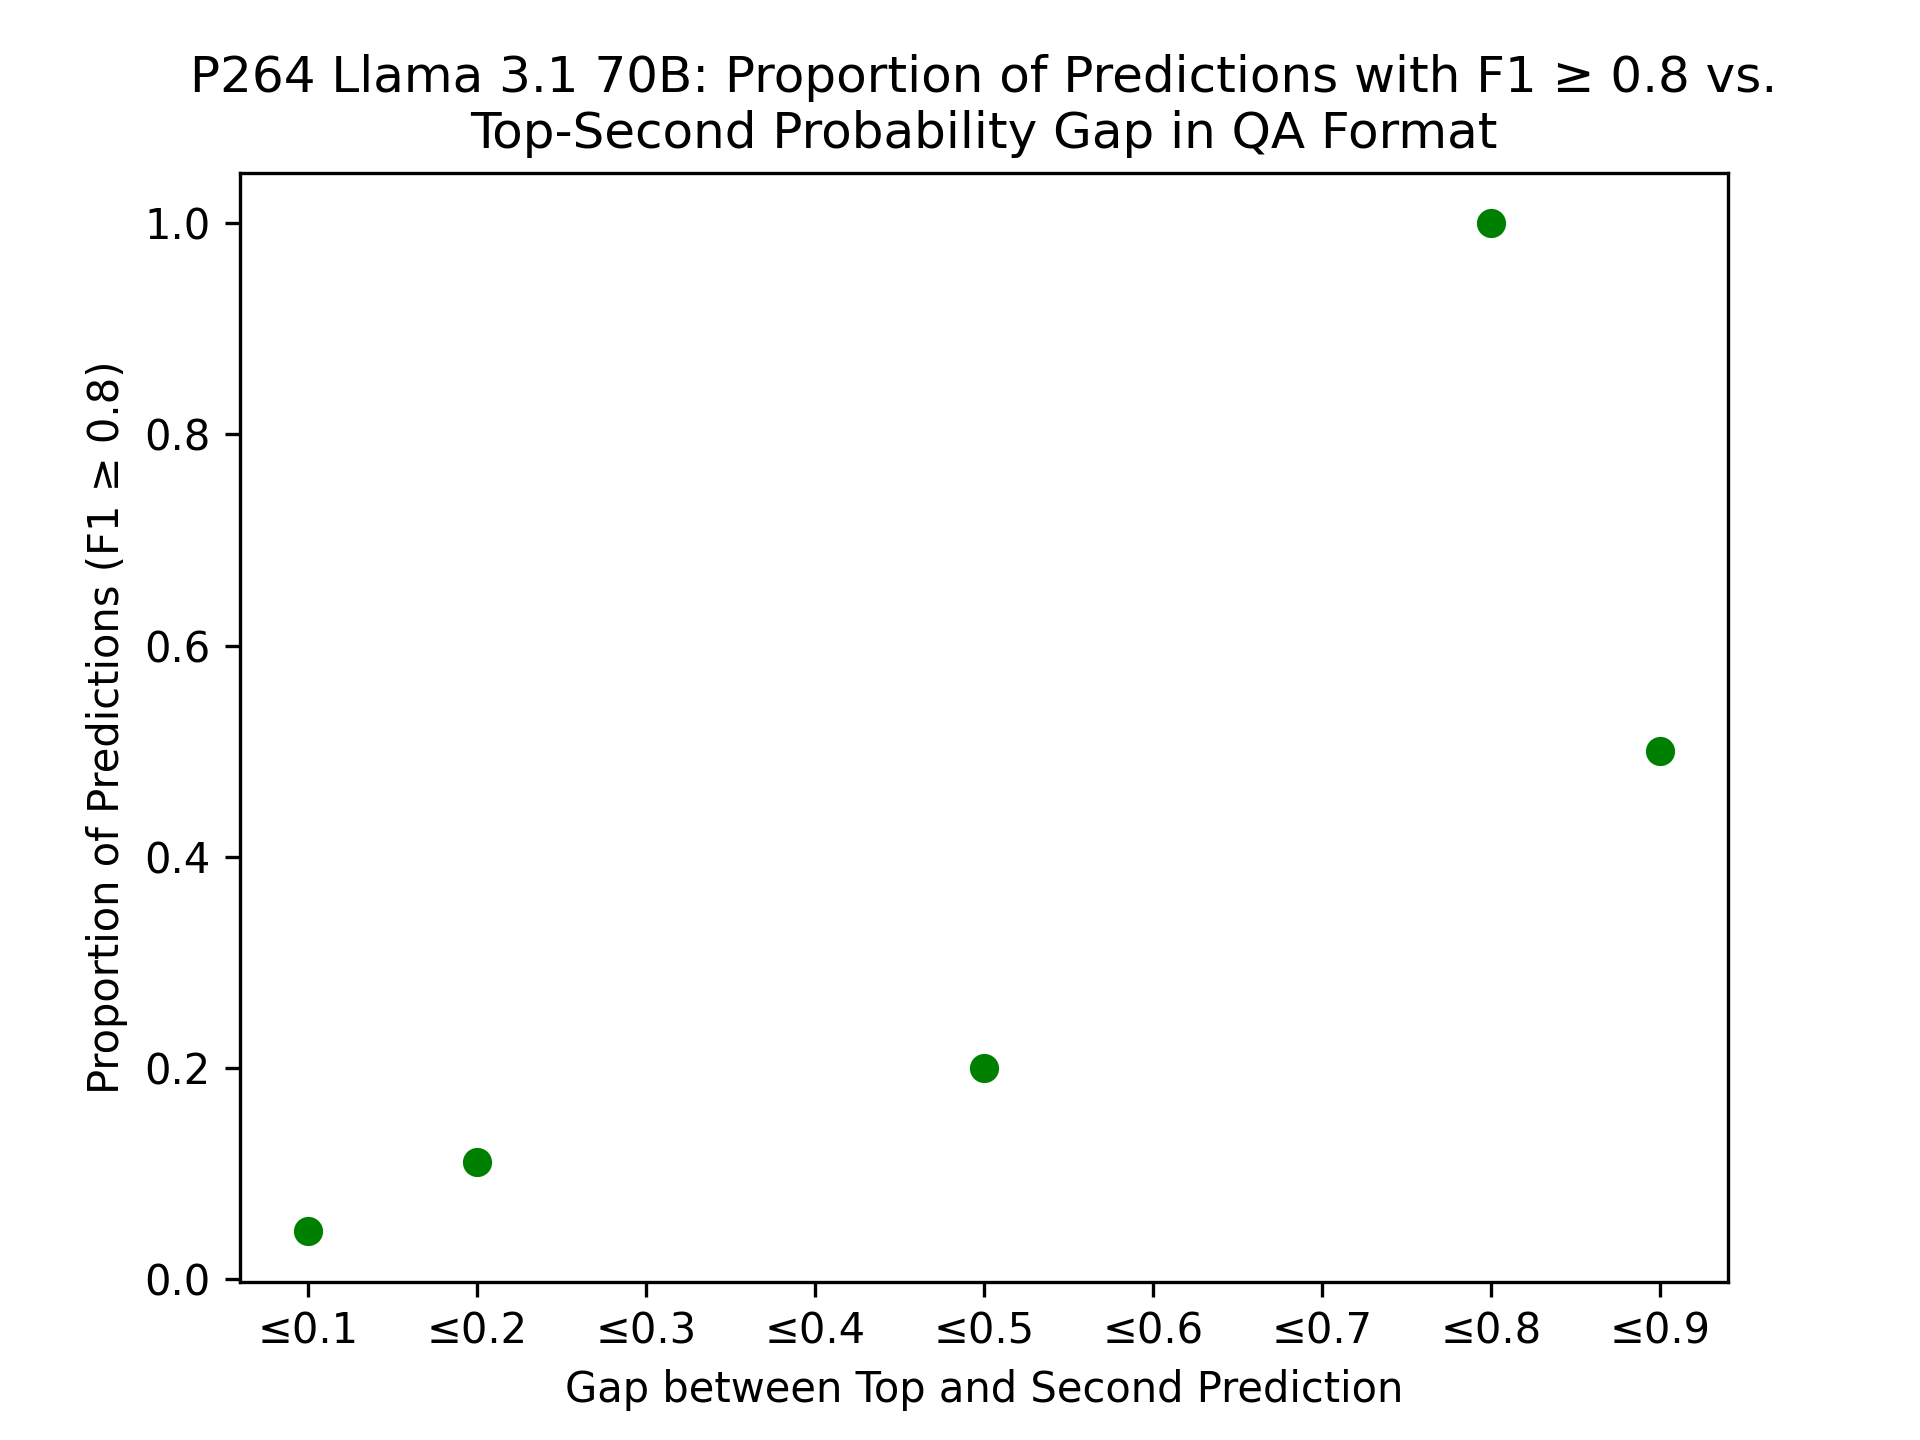 P264 Llama 3.1 70B: Proportion of Predictions with F1 ≥ 0.8 vs.
Top-Second Probability Gap in QA Format
Proportion of Predictions (F1 ≥ 0.8)
1.0
0.8
0.6
0.4
0.2
0.0
≤0.1 ≤0.2 ≤0.3 ≤0.4 ≤0.5 ≤0.6 ≤0.7 ≤0.8 ≤0.9
Gap between Top and Second Prediction